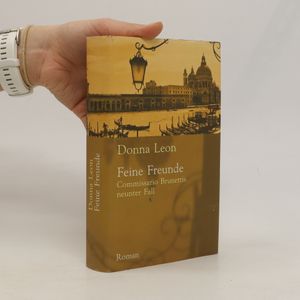 Donna Leon
Feine Freunde
Commissario Brunettis
neunter Fall
Roman
Donna Leon
Feine Freunde